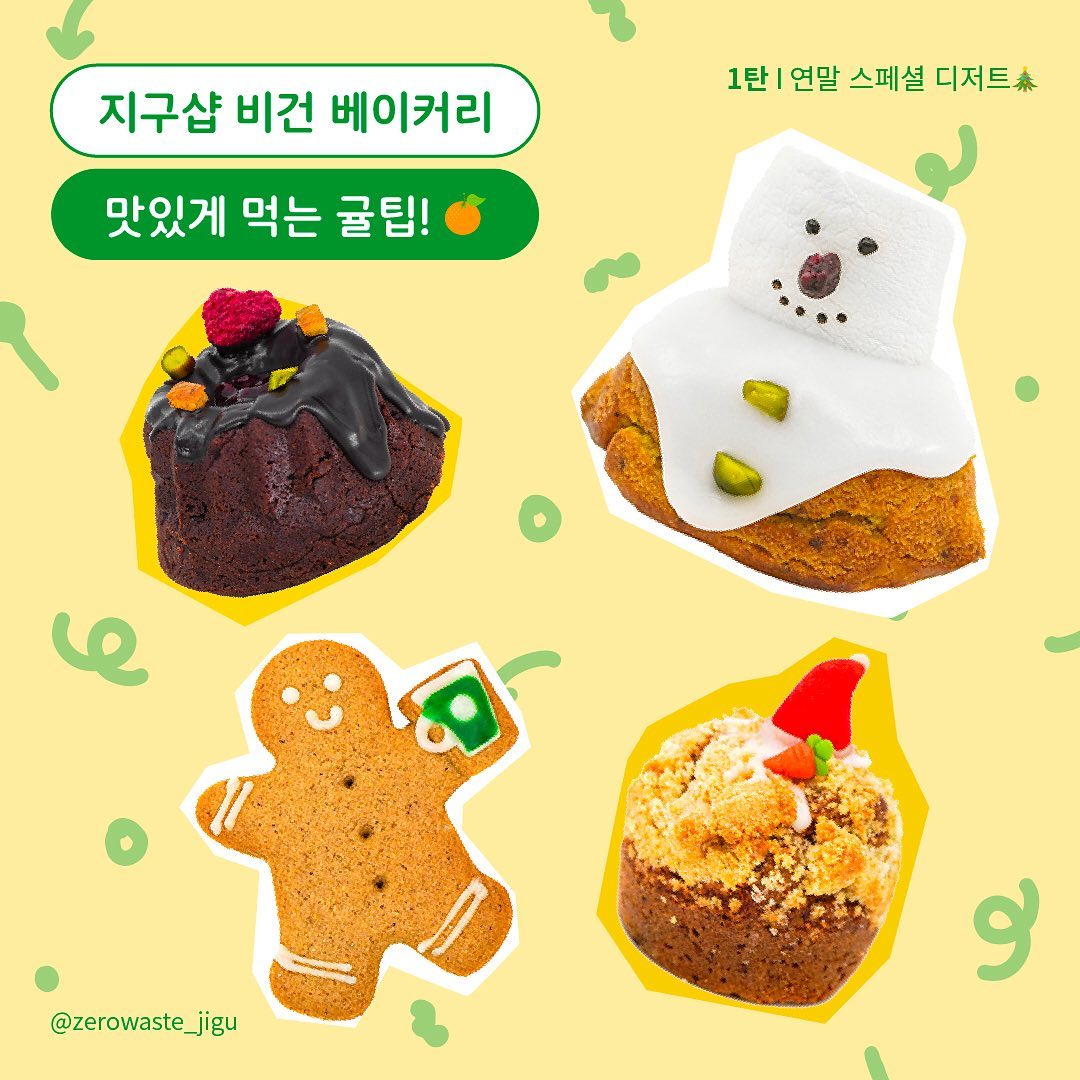 지구샵 비건 베이커리
맛있게 먹는 귤팁! 🍊
1탄 l 연말 스페셜 디저트🎄
@zerowaste_jigu